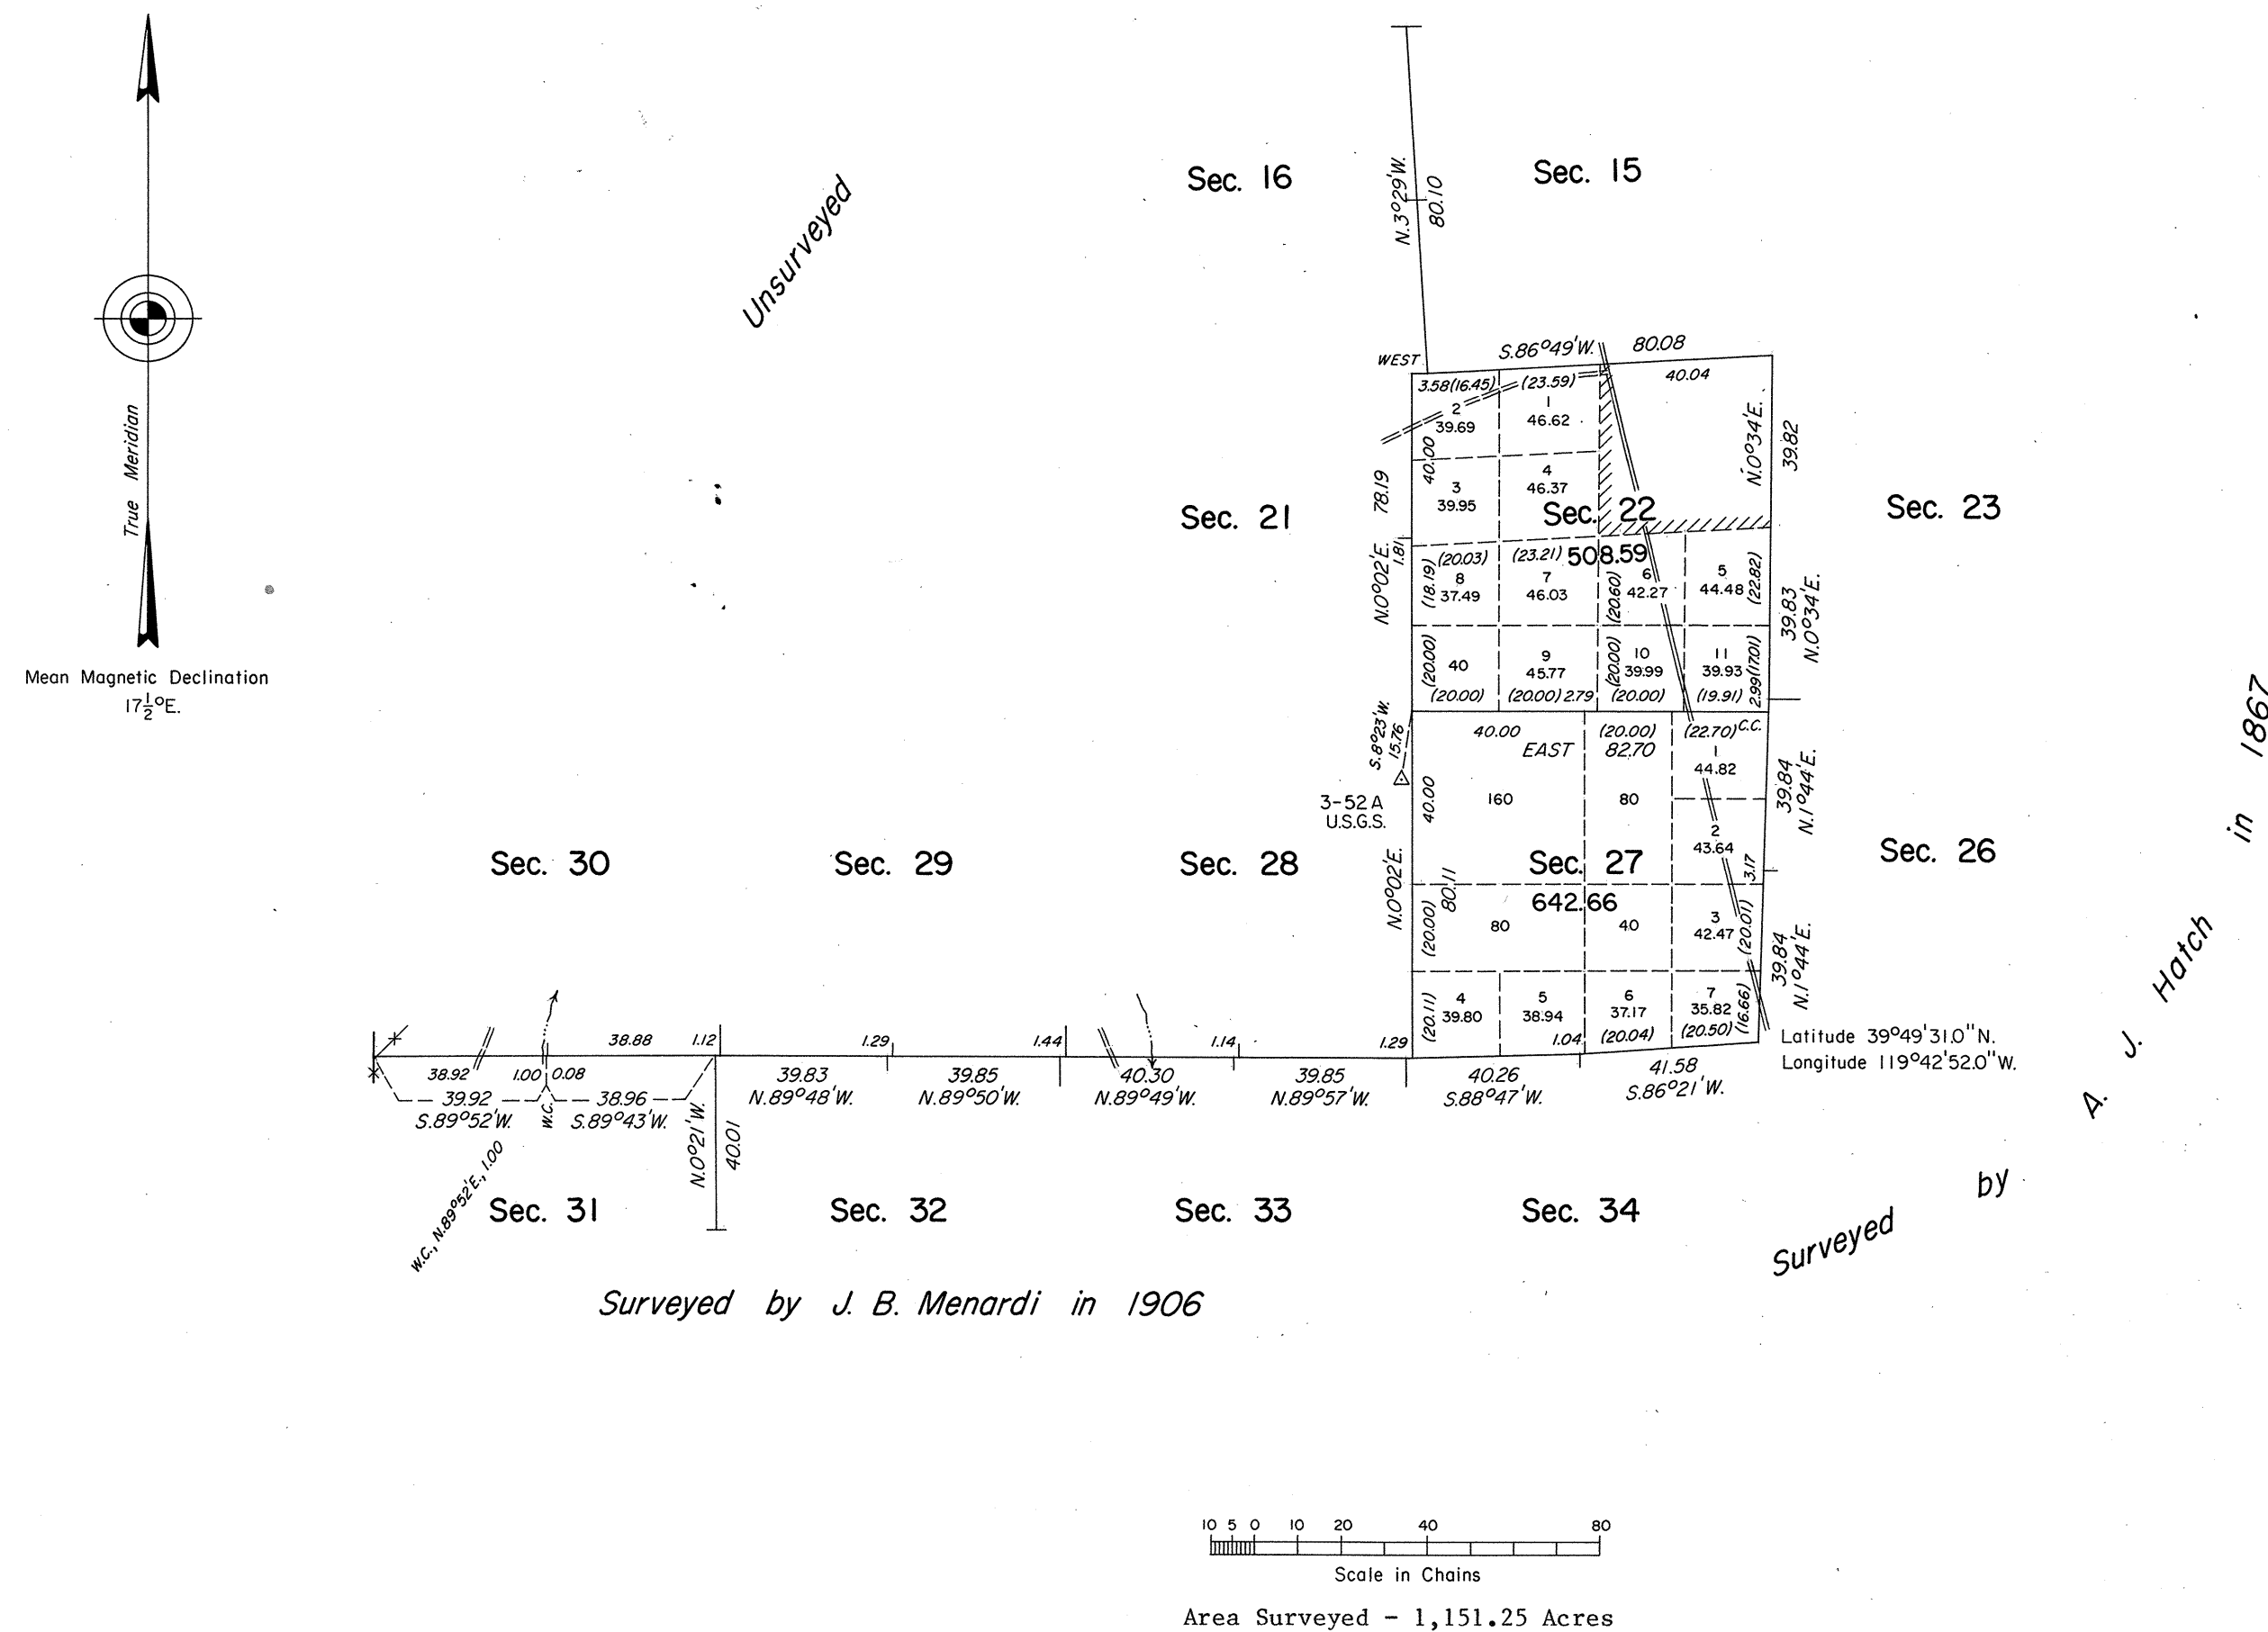 Sec. 16
Sec. 15
N.3°29'W.
80.10
Unsurveyed
True Meridian
Mean Magnetic Declination
17½°E.
WEST
S.86°49'W.
80.08
3.58(16.45)
(23.59)
40.04
2
39.69
1
46.62
40.00
N.0°34'E.
39.82
78.19
3
39.95
4
46.37
Sec. 21
Sec. 22
508.59
Sec. 23
N.0°02'E.
1.81
(20.03)
(23.21)
(18.19)
8
37.49
7
46.03
(20.60)
6
42.27
5
44.48
(22.82)
39.83
N.0°34'E.
(20.00)
40
9
45.77
(20.00)
10
39.99
11
39.93
2.99(17.01)
(20.00)
(20.00) 2.79
(20.00)
(19.91)
S.8°23'W.
15.76
3-52 A
U.S.G.S.
40.00
EAST
(20.00)
82.70
(22.70)
C.C.
1
44.82
40.00
160
80
39.84
N.1°44'E.
2
43.64
3.17
Sec. 30
Sec. 29
Sec. 28
Sec. 27
642.66
Sec. 26
N.0°02'E.
80.11
(20.00)
80
40
3
42.47
(20.01)
39.84
N.1°44'E.
(20.11)
4
39.80
5
38.94
6
37.17
7
35.82
(16.66)
1.04
(20.04)
(20.50)
Latitude 39°49'31.0"N.
Longitude 119°42'52.0"W.
38.88
1.12
1.29
1.44
1.14
1.29
38.92
1.00
0.08
39.92
38.96
S.89°52'W.
W.C.
S.89°43'W.
39.83
N.89°48'W.
39.85
N.89°50'W.
40.30
N.89°49'W.
39.85
N.89°57'W.
40.26
S.88°47'W.
41.58
S.86°21'W.
N.0°21'W.
40.01
W.C., N.89°52'E., 1.00
Sec. 31
Sec. 32
Sec. 33
Sec. 34
Surveyed by A. J. Hatch in 1867
Surveyed by J. B. Menardi in 1906
10 5 0 10 20 40 80
Scale in Chains
Area Surveyed - 1,151.25 Acres